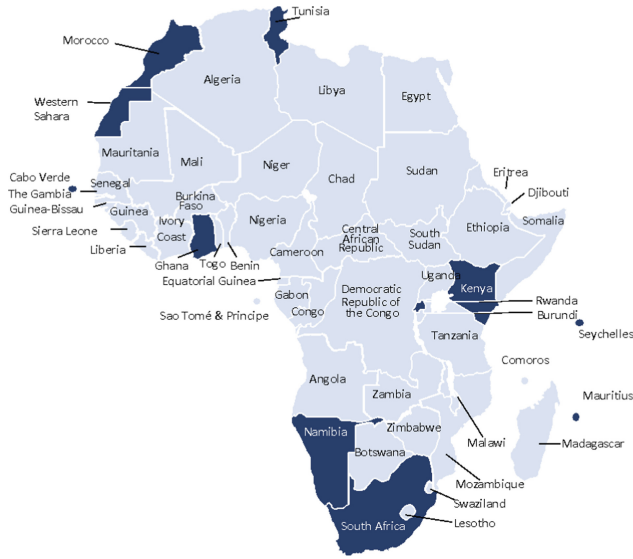 Tunisia
Morocco
Algeria
Libya
Egypt
Western
Sahara
Mauritania
Mali
Niger
Chad
Sudan
Eritrea
Djibouti
Cabo Verde
The Gambia
Guinea-Bissau
Senegal
Guinea
Burkina
Faso
Sierra Leone
Liberia
Ivory
Coast
Ghana
Togo
Benin
Nigeria
Cameroon
Central
African
Republic
South
Sudan
Ethiopia
Somalia
Equatorial Guinea
Sao Tomé & Principe
Gabon
Congo
Democratic
Republic of
the Congo
Uganda
Kenya
Rwanda
Burundi
Tanzania
Seychelles
Comoros
Angola
Zambia
Malawi
Mauritius
Madagascar
Namibia
Zimbabwe
Botswana
Mozambique
Swaziland
South Africa
Lesotho